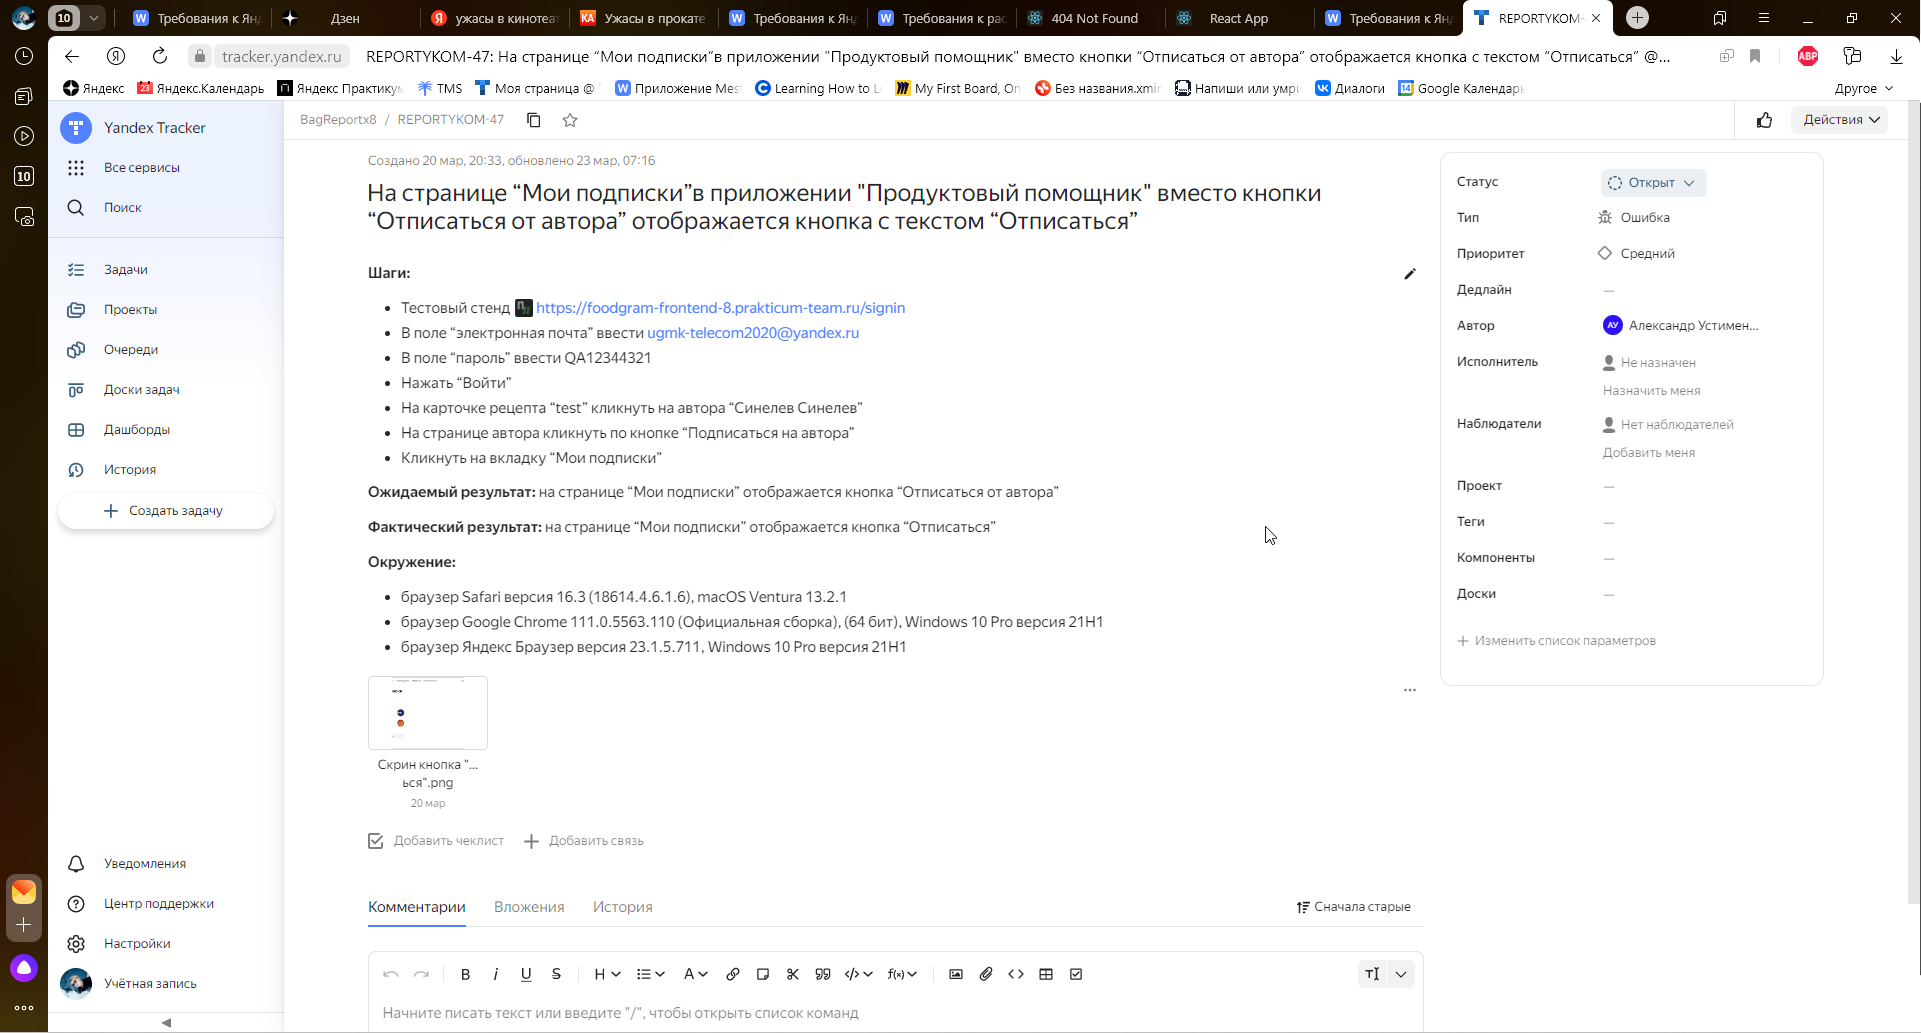 10
Требования к Ян
Дзен
ужасы в кинотеа
Ужасы в прокате
Требования к Ян
Требования к рас
404 Not Found
React App
Требования к Ян
REPORTYKOM-
tracker.yandex.ru
REPORTYKOM-47: На странице “Мои подписки”в приложении "Продуктовый помощник" вместо кнопки “Отписаться от автора” отображается кнопка с текстом “Отписаться” @...
ABP
Яндекс
Яндекс.Календарь
Яндекс Практику
TMS
Моя страница @
Приложение Mes
Learning How to L
My First Board, On
Без названия.xmin
Напиши или умри
Диалоги
Google Календарь
Другое
10
Yandex Tracker
Все сервисы
Поиск
Задачи
Проекты
Очереди
Доски задач
Дашборды
История
Создать задачу
Уведомления
Центр поддержки
Настройки
Учётная запись
BagReportx8 / REPORTYKOM-47
Действия
Создано 20 мар, 20:33, обновлено 23 мар, 07:16
На странице “Мои подписки”в приложении "Продуктовый помощник" вместо кнопки
“Отписаться от автора” отображается кнопка с текстом “Отписаться”
Шаги:
• Тестовый стенд https://foodgram-frontend-8.prakticum-team.ru/signin
• В поле “электронная почта” ввести ugmk-telecom2020@yandex.ru
• В поле “пароль” ввести QA12344321
• Нажать “Войти”
• На карточке рецепта “test” кликнуть на автора “Синелев Синелев”
• На странице автора кликнуть по кнопке “Подписаться на автора”
• Кликнуть на вкладку “Мои подписки”
Ожидаемый результат: на странице “Мои подписки” отображается кнопка “Отписаться от автора”
Фактический результат: на странице “Мои подписки” отображается кнопка “Отписаться”
Окружение:
• браузер Safari версия 16.3 (18614.4.6.1.6), macOS Ventura 13.2.1
• браузер Google Chrome 111.0.5563.110 (Официальная сборка), (64 бит), Windows 10 Pro версия 21H1
• браузер Яндекс Браузер версия 23.1.5.711, Windows 10 Pro версия 21H1
Скрин кнопка "...
ься".png
20 мар
Добавить чеклист
Добавить связь
Комментарии
Вложения
История
Сначала старые
Начните писать текст или введите "/", чтобы открыть список команд
Статус
Открыт
Тип
Ошибка
Приоритет
Средний
Дедлайн
—
Автор
АУ Александр Устимен...
Исполнитель
Не назначен
Назначить меня
Наблюдатели
Нет наблюдателей
Добавить меня
Проект
—
Теги
—
Компоненты
—
Доски
—
Изменить список параметров